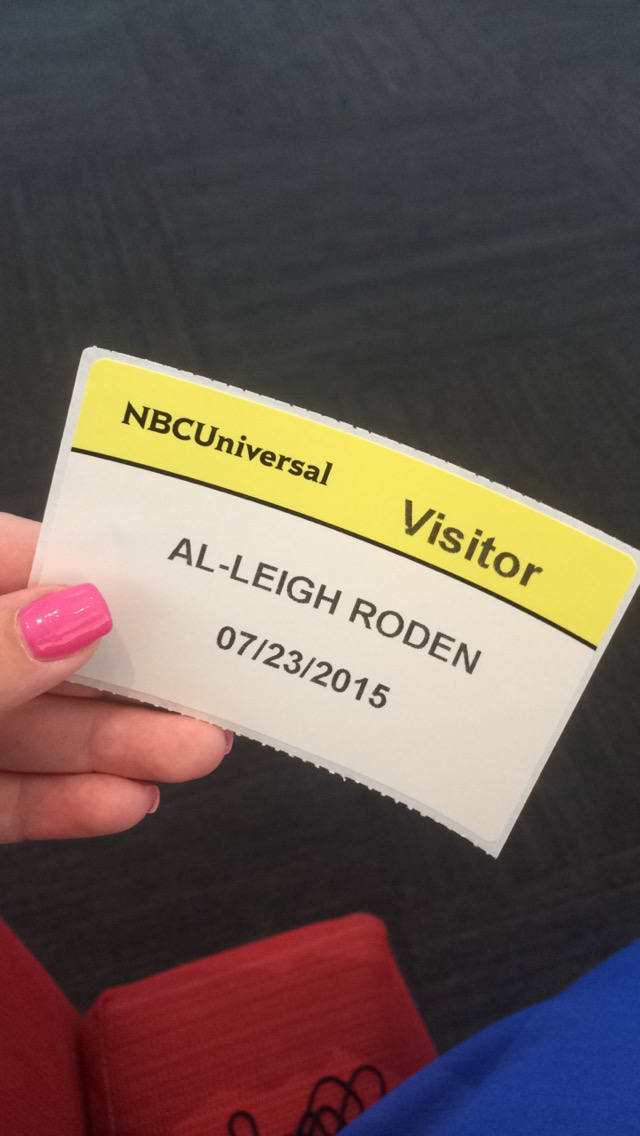 NBCUniversal
Visitor
AL-LEIGH RODEN
07/23/2015